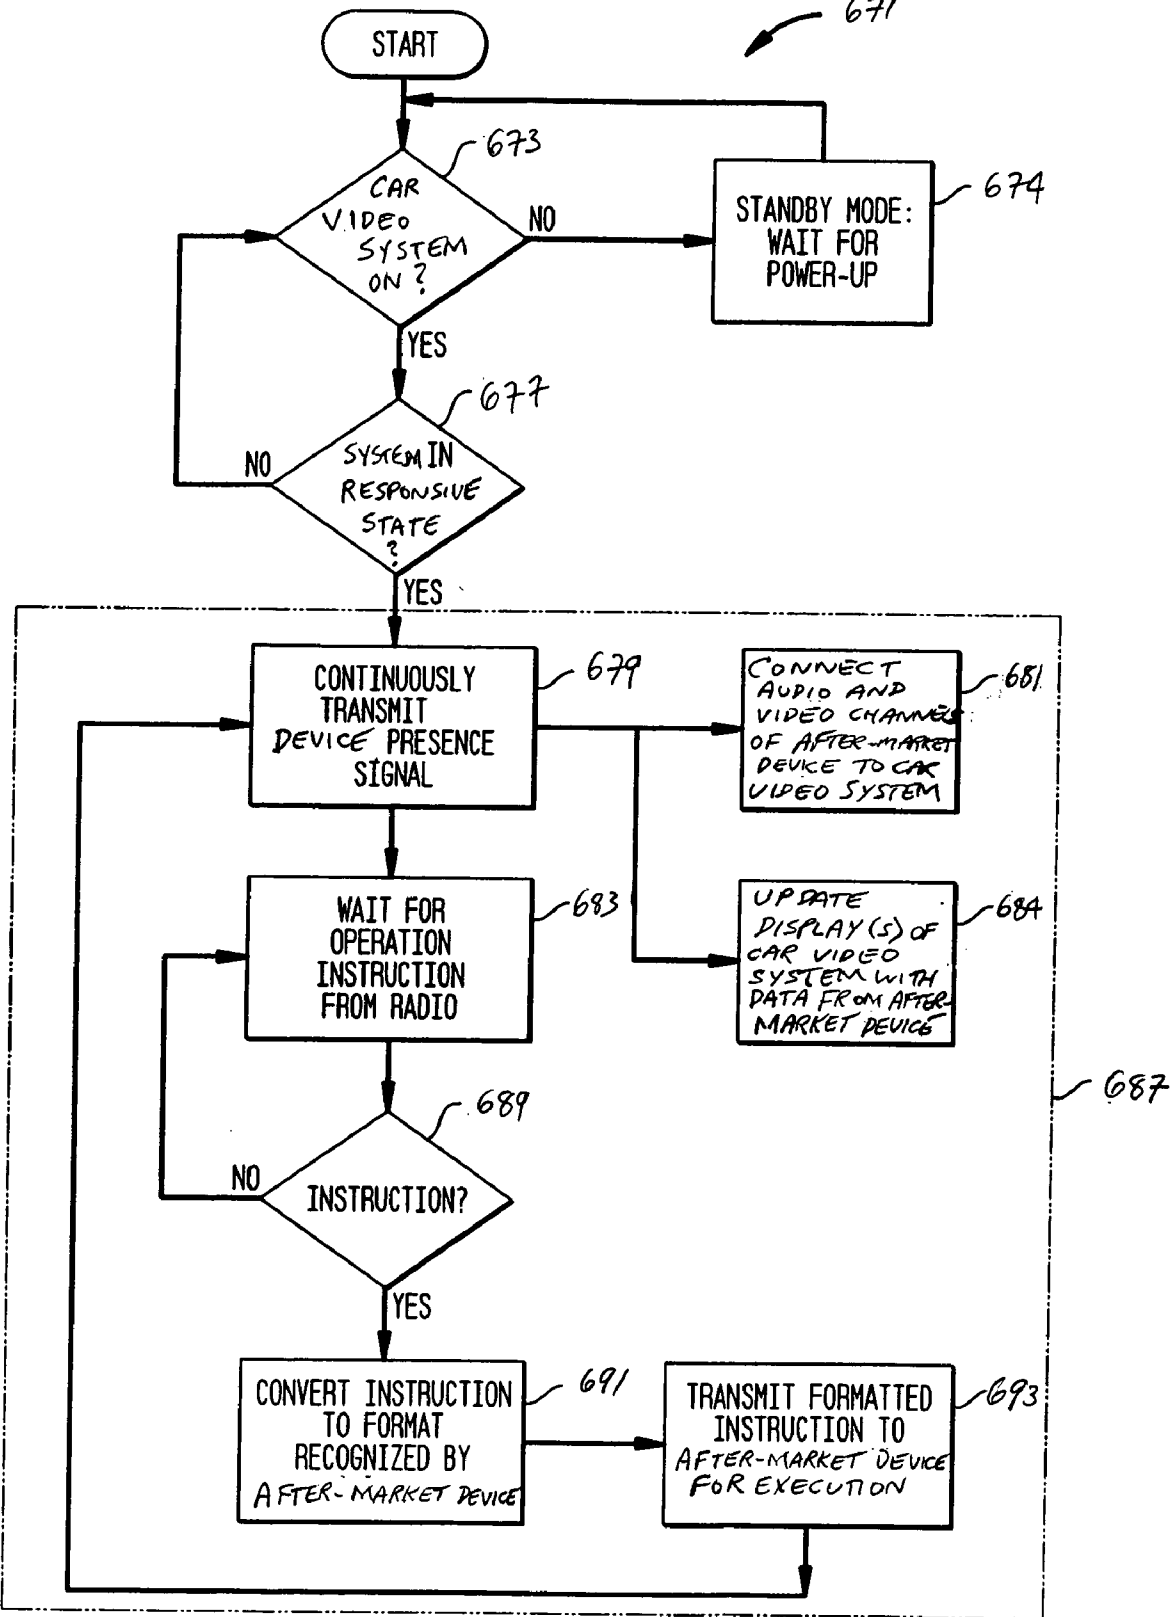 671
START
673
CAR
VIDEO
SYSTEM
ON?
NO
674
STANDBY MODE:
WAIT FOR
POWER-UP
YES
677
SYSTEM IN
RESPONSIVE
STATE
?
NO
YES
679
CONTINUOUSLY
TRANSMIT
DEVICE PRESENCE
SIGNAL
681
CONNECT
AUDIO AND
VIDEO CHANNELS
OF AFTER-MARKET
DEVICE TO CAR
VIDEO SYSTEM
683
WAIT FOR
OPERATION
INSTRUCTION
FROM RADIO
684
UPDATE
DISPLAY(S) OF
CAR VIDEO
SYSTEM WITH
DATA FROM AFTER-
MARKET DEVICE
687
689
INSTRUCTION?
NO
YES
691
CONVERT INSTRUCTION
TO FORMAT
RECOGNIZED BY
AFTER-MARKET DEVICE
693
TRANSMIT FORMATTED
INSTRUCTION TO
AFTER-MARKET DEVICE
FOR EXECUTION